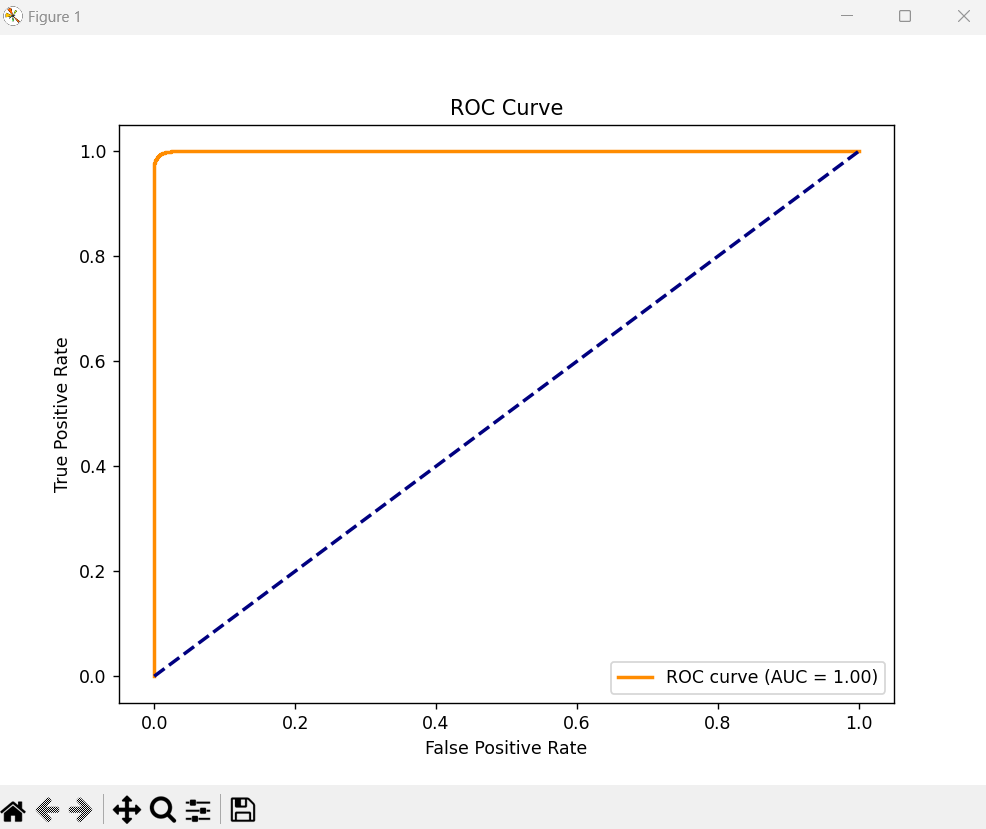 Figure 1
ROC Curve
1.0
0.8
0.6
0.4
0.2
0.0
True Positive Rate
ROC curve (AUC = 1.00)
0.0 0.2 0.4 0.6 0.8 1.0
False Positive Rate